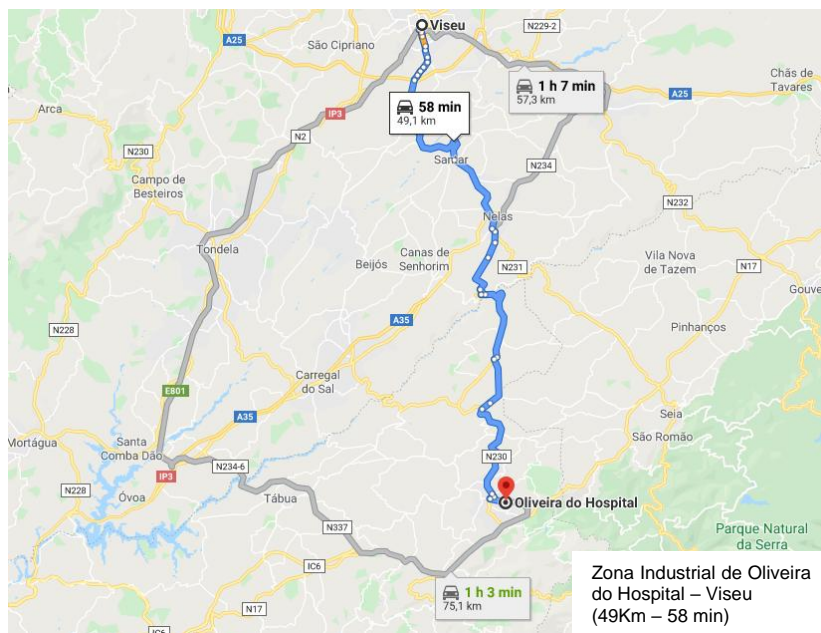 Viseu
N229-2
A25
São Cipriano
1 h 7 min
57,3 km
Chãs de
Tavares
A25
Arca
58 min
49,1 km
IP3
N2
N230
Santar
N234
Campo de
Besteiros
N232
Nelas
Tondela
Canas de
Senhorim
Beijós
N231
Vila Nova
de Tazem
N17
Gouve
A35
N228
Pinhanços
Carregal
do Sal
E801
A35
Seia
São Romão
Mortágua
Santa
Comba Dão
N230
N234-6
IP3
N228
Óvoa
Tábua
Oliveira do Hospital
N337
Parque Natural
da Serra
IC6
1 h 3 min
75,1 km
N17
IC6
Zona Industrial de Oliveira
do Hospital – Viseu
(49Km – 58 min)